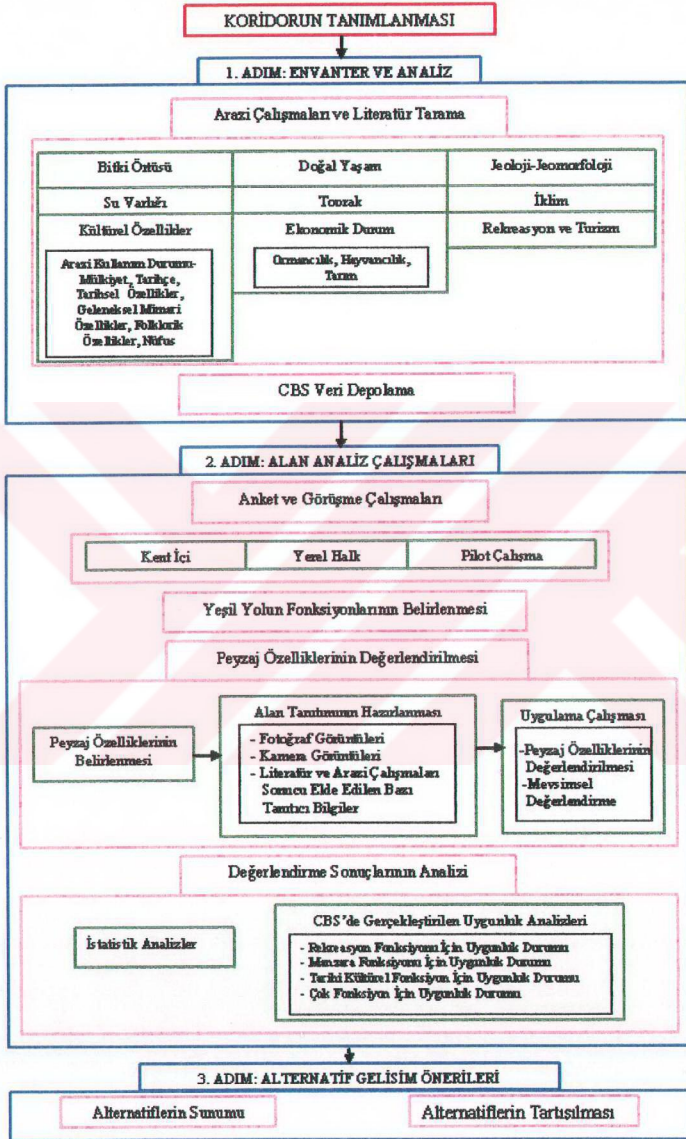 KORİDORUN TANIMLANMASI
1. ADIM: ENVANTER VE ANALİZ
Arazi Çalışmaları ve Literatür Tarama
Bitki Örtüsü
Doğal Yaşam
Jeoloji-Jeomorfoloji
Su Varlığı
Toprak
İklim
Kültürel Özellikler
Ekonomik Durum
Rekreasyon ve Turizm
Arazi Kullanım Durumu-
Mülkiyet, Tarihçe,
Tarihsel Özellikler,
Geleneksel Mimari
Özellikler, Folklorik
Özellikler, Nüfus
Ormancılık, Hayvancılık,
Tarım
CBS Veri Depolama
2. ADIM: ALAN ANALİZ ÇALIŞMALARI
Anket ve Görüşme Çalışmaları
Kent İçi
Yerel Halk
Pilot Çalışma
Yeşil Yolun Fonksiyonlarının Belirlenmesi
Peyzaj Özelliklerinin Değerlendirilmesi
Peyzaj Özelliklerinin
Belirlenmesi
Alan Tanıtımının Hazırlanması
- Fotoğraf Görüntüleri
- Kamera Görüntüleri
- Literatür ve Arazi Çalışmaları
Sonucu Elde Edilen Bazı
Tanıtıcı Bilgiler
Uygulama Çalışması
-Peyzaj Özelliklerinin
Değerlendirilmesi
-Mevsimsel
Değerlendirme
Değerlendirme Sonuçlarının Analizi
İstatistik Analizler
CBS'de Gerçekleştirilen Uygunluk Analizleri
- Rekreasyon Fonksiyonu İçin Uygunluk Durumu
- Manzara Fonksiyonu İçin Uygunluk Durumu
- Tarihi Kültürel Fonksiyon İçin Uygunluk Durumu
- Çok Fonksiyon İçin Uygunluk Durumu
3. ADIM: ALTERNATİF GELİSİM ÖNERİLERİ
Alternatiflerin Sunumu
Alternatiflerin Tartışılması